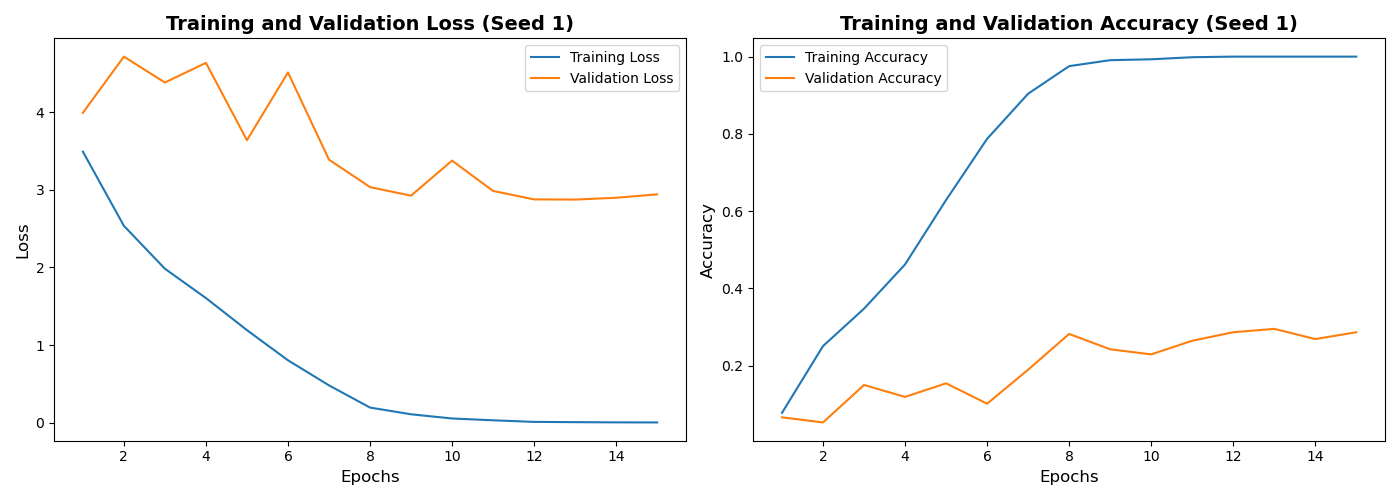 Training and Validation Loss (Seed 1)
Training Loss
Validation Loss
4
3
2
1
0
Loss
2 4 6 8 10 12 14
Epochs
Training and Validation Accuracy (Seed 1)
Training Accuracy
Validation Accuracy
1.0
0.8
0.6
0.4
0.2
Accuracy
2 4 6 8 10 12 14
Epochs